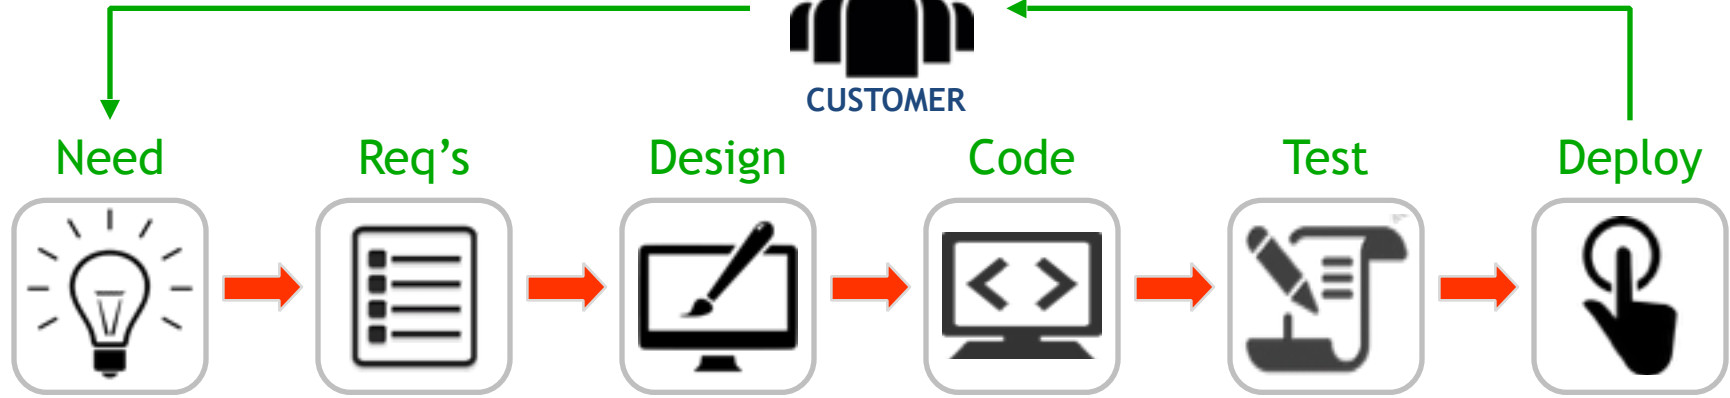 CUSTOMER
Need
Req’s
Design
Code
Test
Deploy